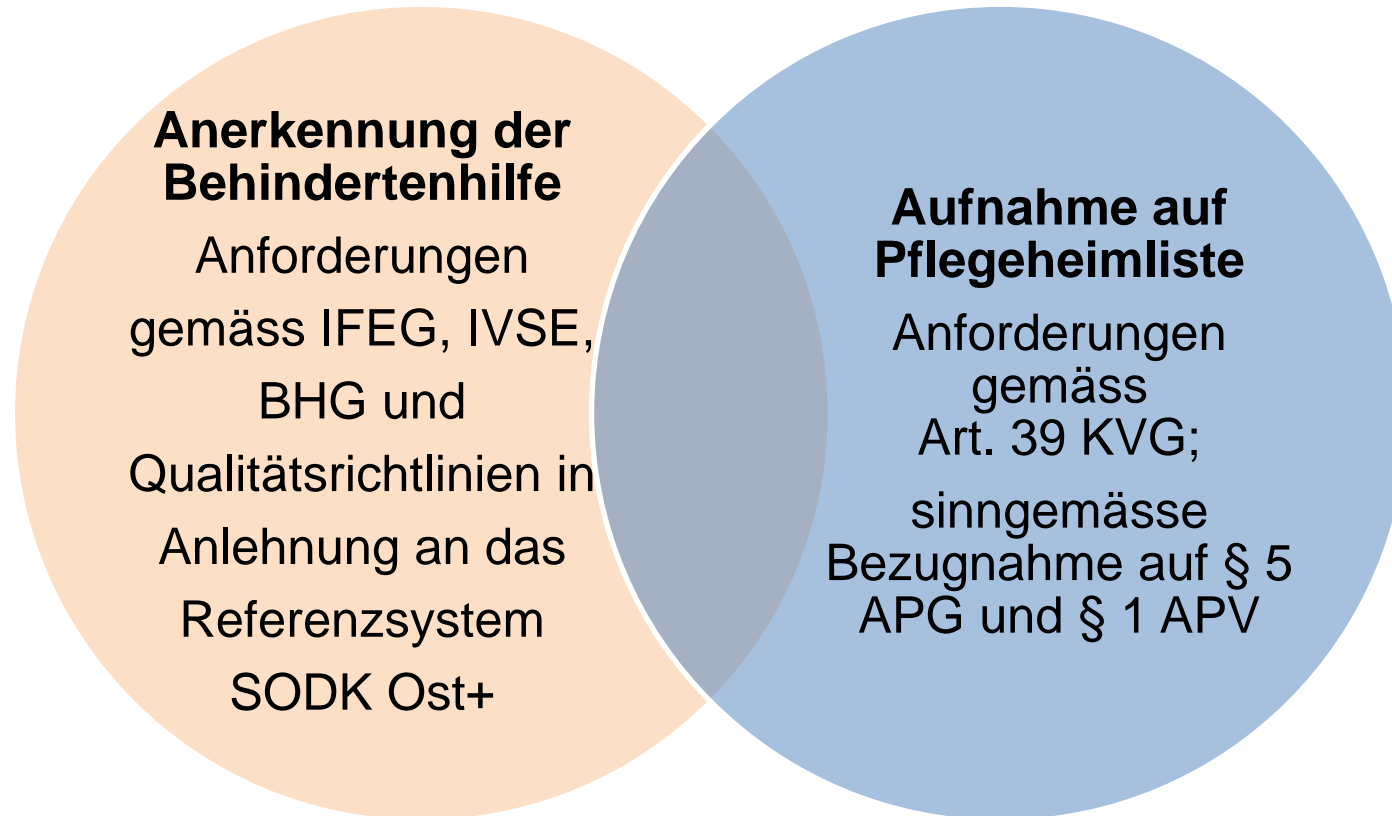 Anerkennung der
Behindertenhilfe
Anforderungen
gemäss IFEG, IVSE,
BHG und
Qualitätsrichtlinien in
Anlehnung an das
Referenzsystem
SODK Ost+
Aufnahme auf
Pflegeheimliste
Anforderungen
gemäss
Art. 39 KVG;
sinngemässe
Bezugnahme auf § 5
APG und § 1 APV